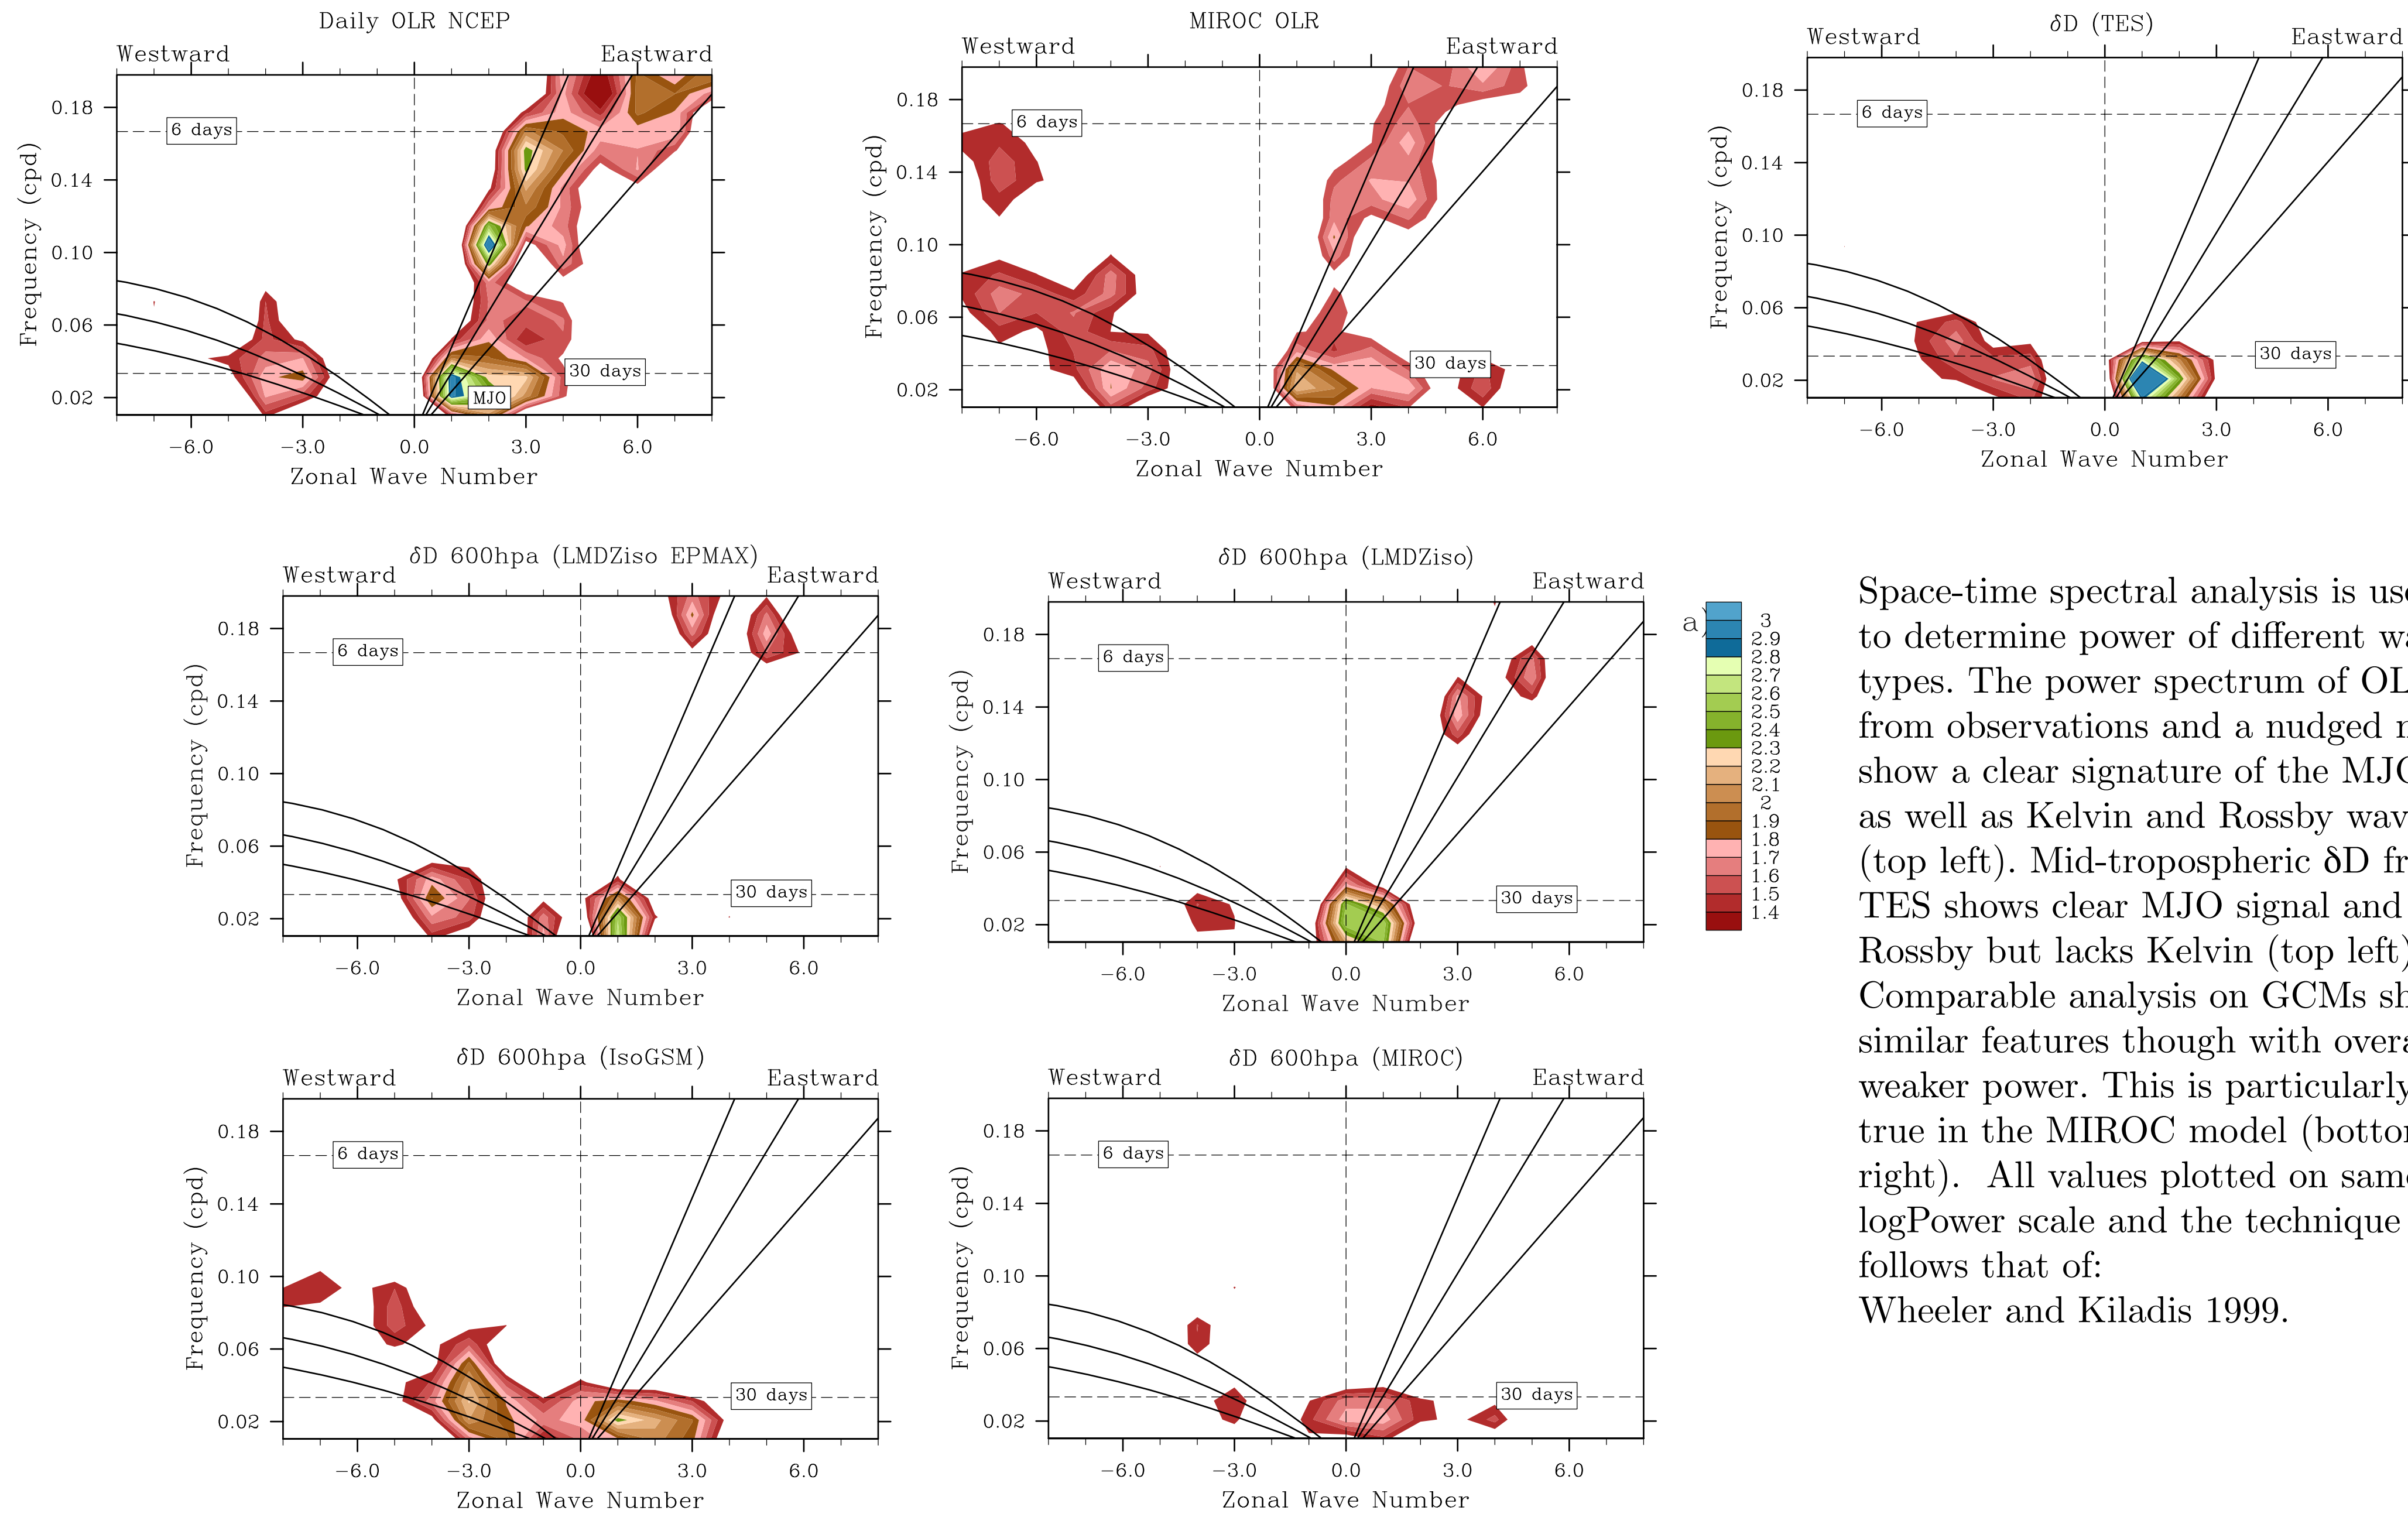 Daily OLR NCEP
Westward Eastward
0.18
0.14
0.10
0.06
0.02
6 days
30 days
MJO
Frequency (cpd)
−6.0 −3.0 0.0 3.0 6.0
Zonal Wave Number
MIROC OLR
Westward Eastward
0.18
0.14
0.10
0.06
0.02
6 days
30 days
Frequency (cpd)
−6.0 −3.0 0.0 3.0 6.0
Zonal Wave Number
δD (TES)
Westward Eastward
0.18
0.14
0.10
0.06
0.02
6 days
30 days
Frequency (cpd)
−6.0 −3.0 0.0 3.0 6.0
Zonal Wave Number
δD 600hpa (LMDZiso EPMAX)
Westward Eastward
0.18
0.14
0.10
0.06
0.02
6 days
30 days
Frequency (cpd)
−6.0 −3.0 0.0 3.0 6.0
Zonal Wave Number
δD 600hpa (LMDZiso)
Westward Eastward
0.18
0.14
0.10
0.06
0.02
6 days
30 days
Frequency (cpd)
−6.0 −3.0 0.0 3.0 6.0
Zonal Wave Number
a)
3
2.9
2.8
2.7
2.6
2.5
2.4
2.3
2.2
2.1
2
1.9
1.8
1.7
1.6
1.5
1.4
Space-time spectral analysis is
to determine power of different
types. The power spectrum of
from observations and a nudged
show a clear signature of the
as well as Kelvin and Rossby
(top left). Mid-tropospheric δD
TES shows clear MJO signal and
Rossby but lacks Kelvin (top left)
Comparable analysis on GCMs
similar features though with
weaker power. This is particularly
true in the MIROC model
right). All values plotted on
logPower scale and the technique
follows that of:
Wheeler and Kiladis 1999.
δD 600hpa (IsoGSM)
Westward Eastward
0.18
0.14
0.10
0.06
0.02
6 days
30 days
Frequency (cpd)
−6.0 −3.0 0.0 3.0 6.0
Zonal Wave Number
δD 600hpa (MIROC)
Westward Eastward
0.18
0.14
0.10
0.06
0.02
6 days
30 days
Frequency (cpd)
−6.0 −3.0 0.0 3.0 6.0
Zonal Wave Number